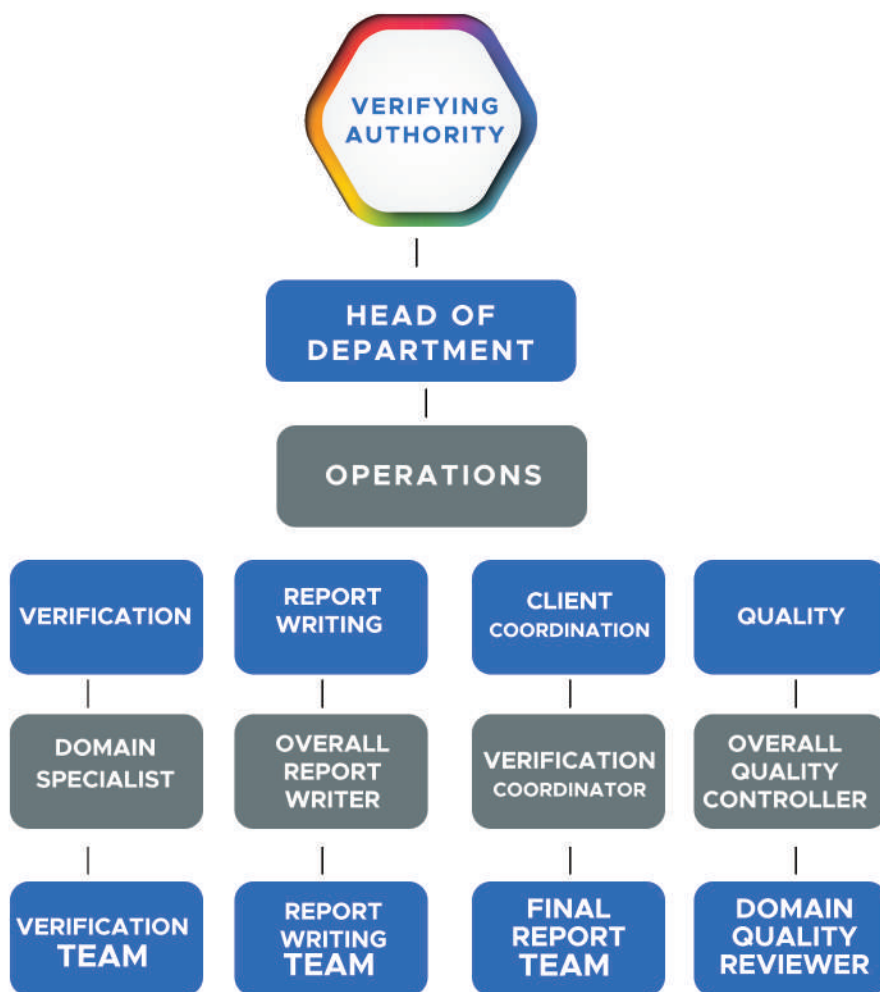 VERIFYING
AUTHORITY
HEAD OF
DEPARTMENT
OPERATIONS
VERIFICATION
REPORT
WRITING
CLIENT
COORDINATION
QUALITY
DOMAIN
SPECIALIST
OVERALL
REPORT
WRITER
VERIFICATION
COORDINATOR
OVERALL
QUALITY
CONTROLLER
VERIFICATION
TEAM
REPORT
WRITING
TEAM
FINAL
REPORT
TEAM
DOMAIN
QUALITY
REVIEWER